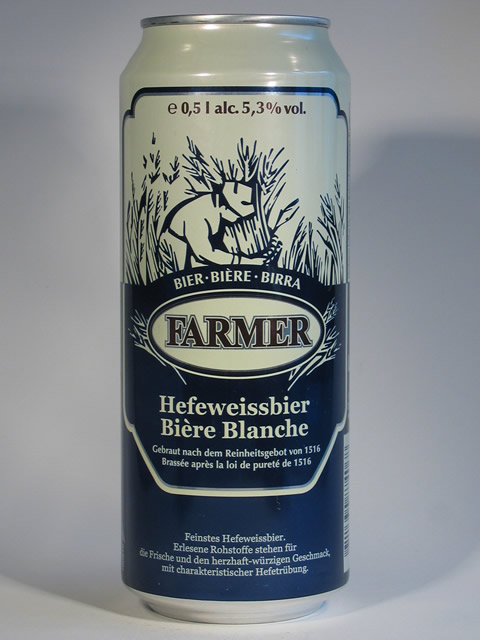 e 0,5 l alc. 5,3% vol.
BIER · BIÈRE · BIRRA
FARMER
Hefeweissbier
Bière Blanche
Gebraut nach dem Reinheitsgebot von 1516
Brassée après la loi de pureté de 1516
Feinstes Hefeweissbier.
Erlesene Rohstoffe stehen für
die Frische und den herzhaft-würzigen Geschmack,
mit charakteristischer Hefetrübung.